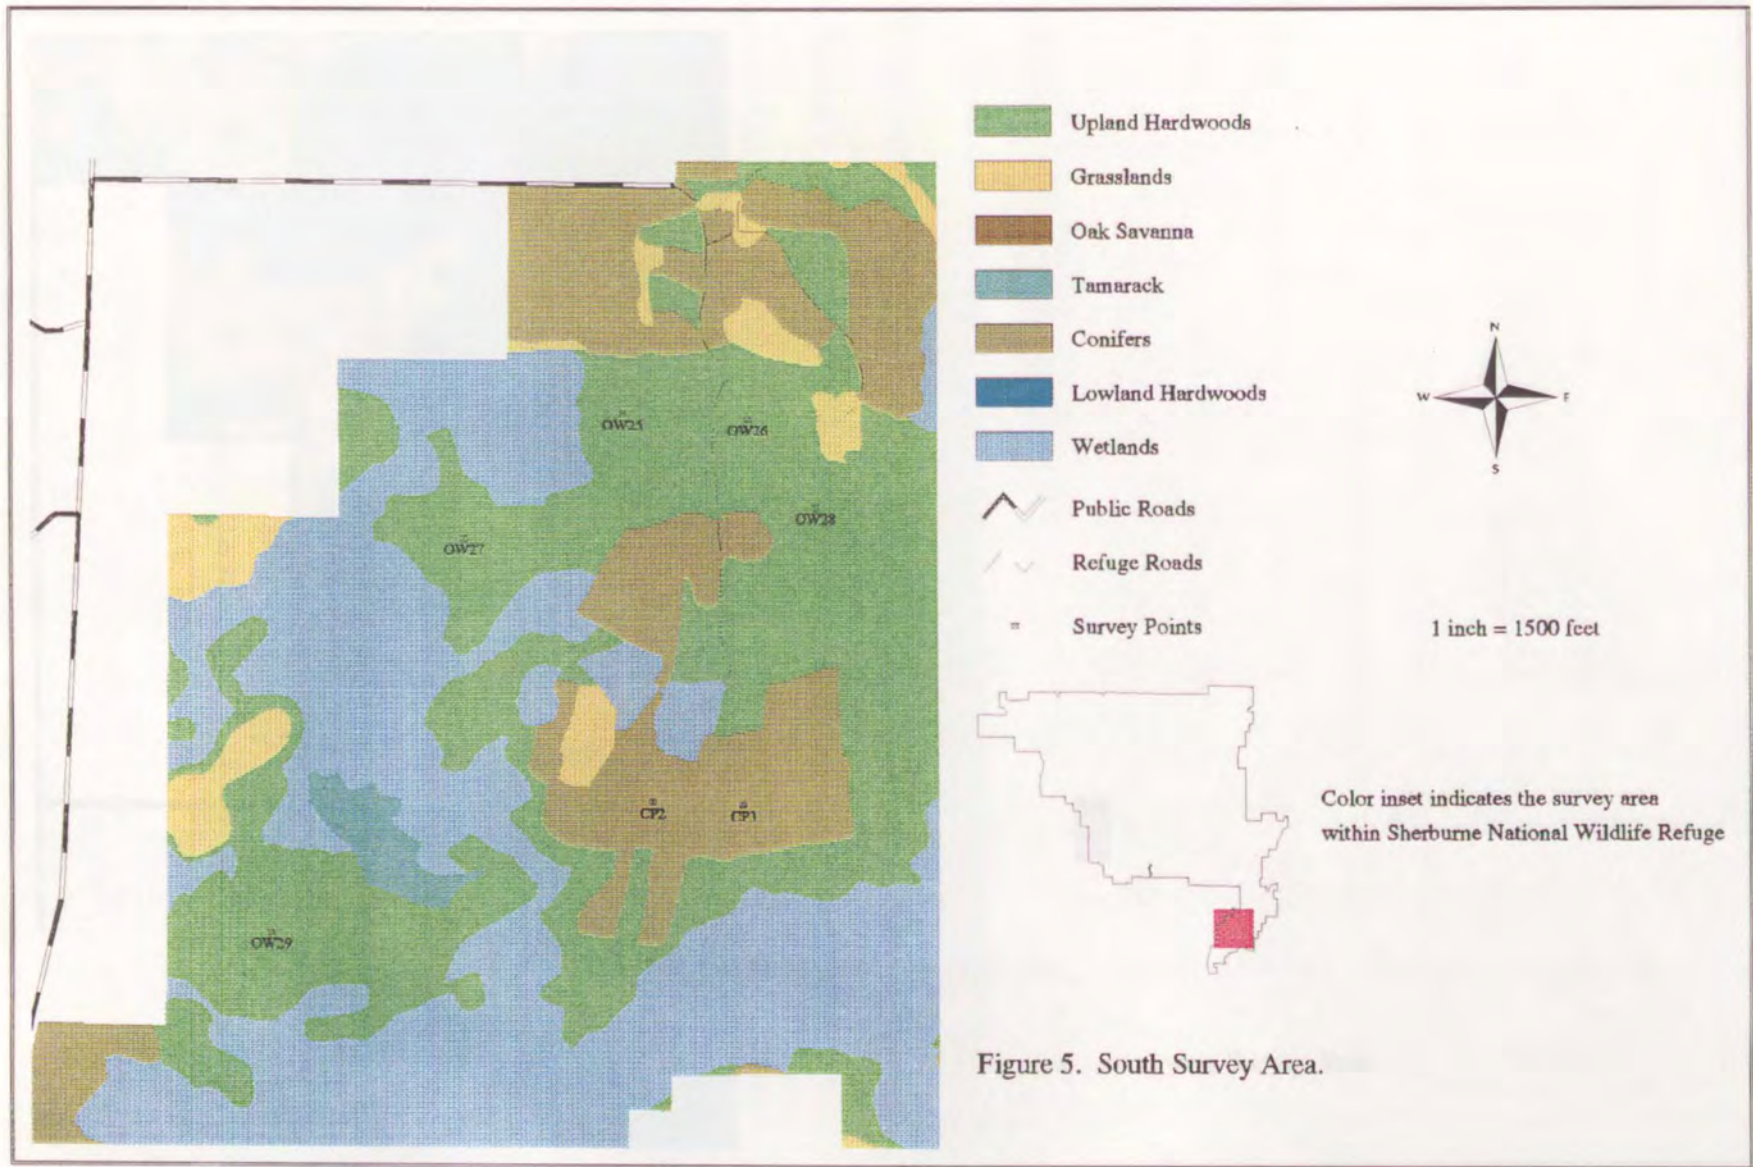 Upland Hardwoods
Grasslands
Oak Savanna
Tamarack
Conifers
Lowland Hardwoods
Wetlands
Public Roads
Refuge Roads
Survey Points
N
W
E
S
1 inch = 1500 feet
Color inset indicates the survey area
within Sherburne National Wildlife Refuge
OW25
OW26
OW28
OW27
CP2
CP1
OW29
Figure 5. South Survey Area.